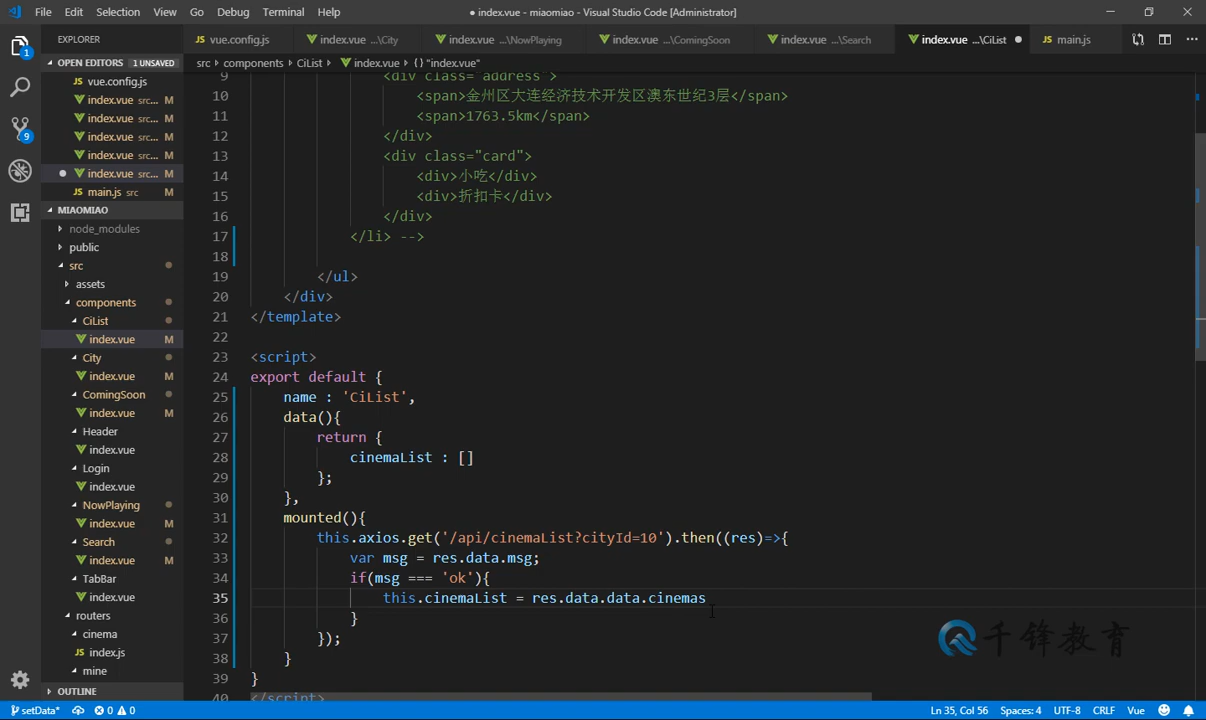 File Edit Selection View Go Debug Terminal Help
● index.vue - miaomiao - Visual Studio Code [Administrator]
EXPLORER
vue.config.js
index.vue ...\City
index.vue ...\NowPlaying
index.vue ...\ComingSoon
index.vue ...\Search
index.vue ...\CiList
main.js
OPEN EDITORS 1 UNSAVED
src › components › CiList › index.vue › {} "index.vue"
1
9
vue.config.js
index.vue src... M
index.vue src... M
index.vue src... M
index.vue src... M
index.vue src... M
main.js src M
MIAOMIAO
node_modules
public
src
assets
components
CiList
index.vue M
City
index.vue M
ComingSoon
index.vue M
Header
index.vue
Login
index.vue
NowPlaying
index.vue M
Search
index.vue M
TabBar
index.vue
routers
cinema
index.js
mine
OUTLINE
9 <div class="address">
10 <span>金州区大连经济技术开发区澳东世纪3层</span>
11 <span>1763.5km</span>
12 </div>
13 <div class="card">
14 <div>小吃</div>
15 <div>折扣卡</div>
16 </div>
17 </li> -->
18
19 </ul>
20 </div>
21 </template>
22
23 <script>
24 export default {
25 name : 'CiList',
26 data(){
27 return {
28 cinemaList : []
29 };
30 },
31 mounted(){
32 this.axios.get('/api/cinemaList?cityId=10').then((res)=>{
33 var msg = res.data.msg;
34 if(msg === 'ok'){
35 this.cinemaList = res.data.data.cinemas
36 }
37 });
38 }
39 }
40 </script>
千锋教育
setData* 0 0
Ln 35, Col 56 Spaces: 4 UTF-8 CRLF Vue